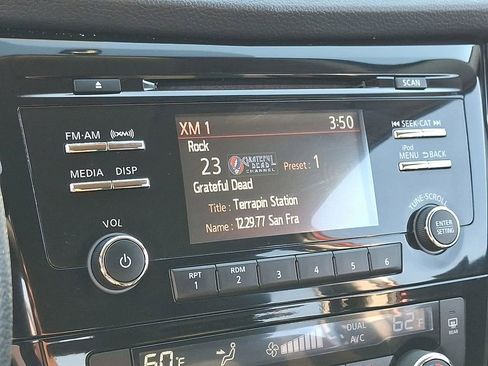 SCAN
XM 1 3:50
FM·AM (XM)
SEEK·CAT
Rock
23 GRATEFUL DEAD CHANNEL Preset: 1
iPod
MENU BACK
MEDIA DISP
Grateful Dead
Title : Terrapin Station
TUNE·SCROLL
Name : 12.29.77 San Fra
ENTER
SETTING
VOL
RPT RDM
1 2 3 4 5 6
60°F DUAL 62°F
A/C
REAR